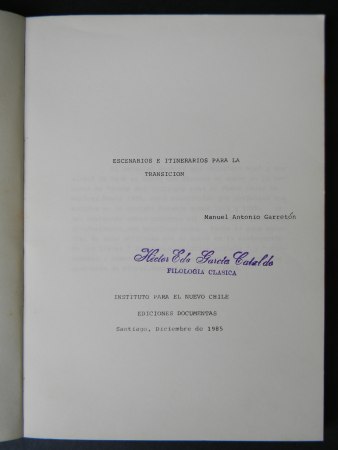 ESCENARIOS E ITINERARIOS PARA LA
TRANSICION
Manuel Antonio Garretón
Héctor Edo García Cataldo
FILOLOGIA CLASICA
INSTITUTO PARA EL NUEVO CHILE
EDICIONES DOCUMENTAS
Santiago, Diciembre de 1985